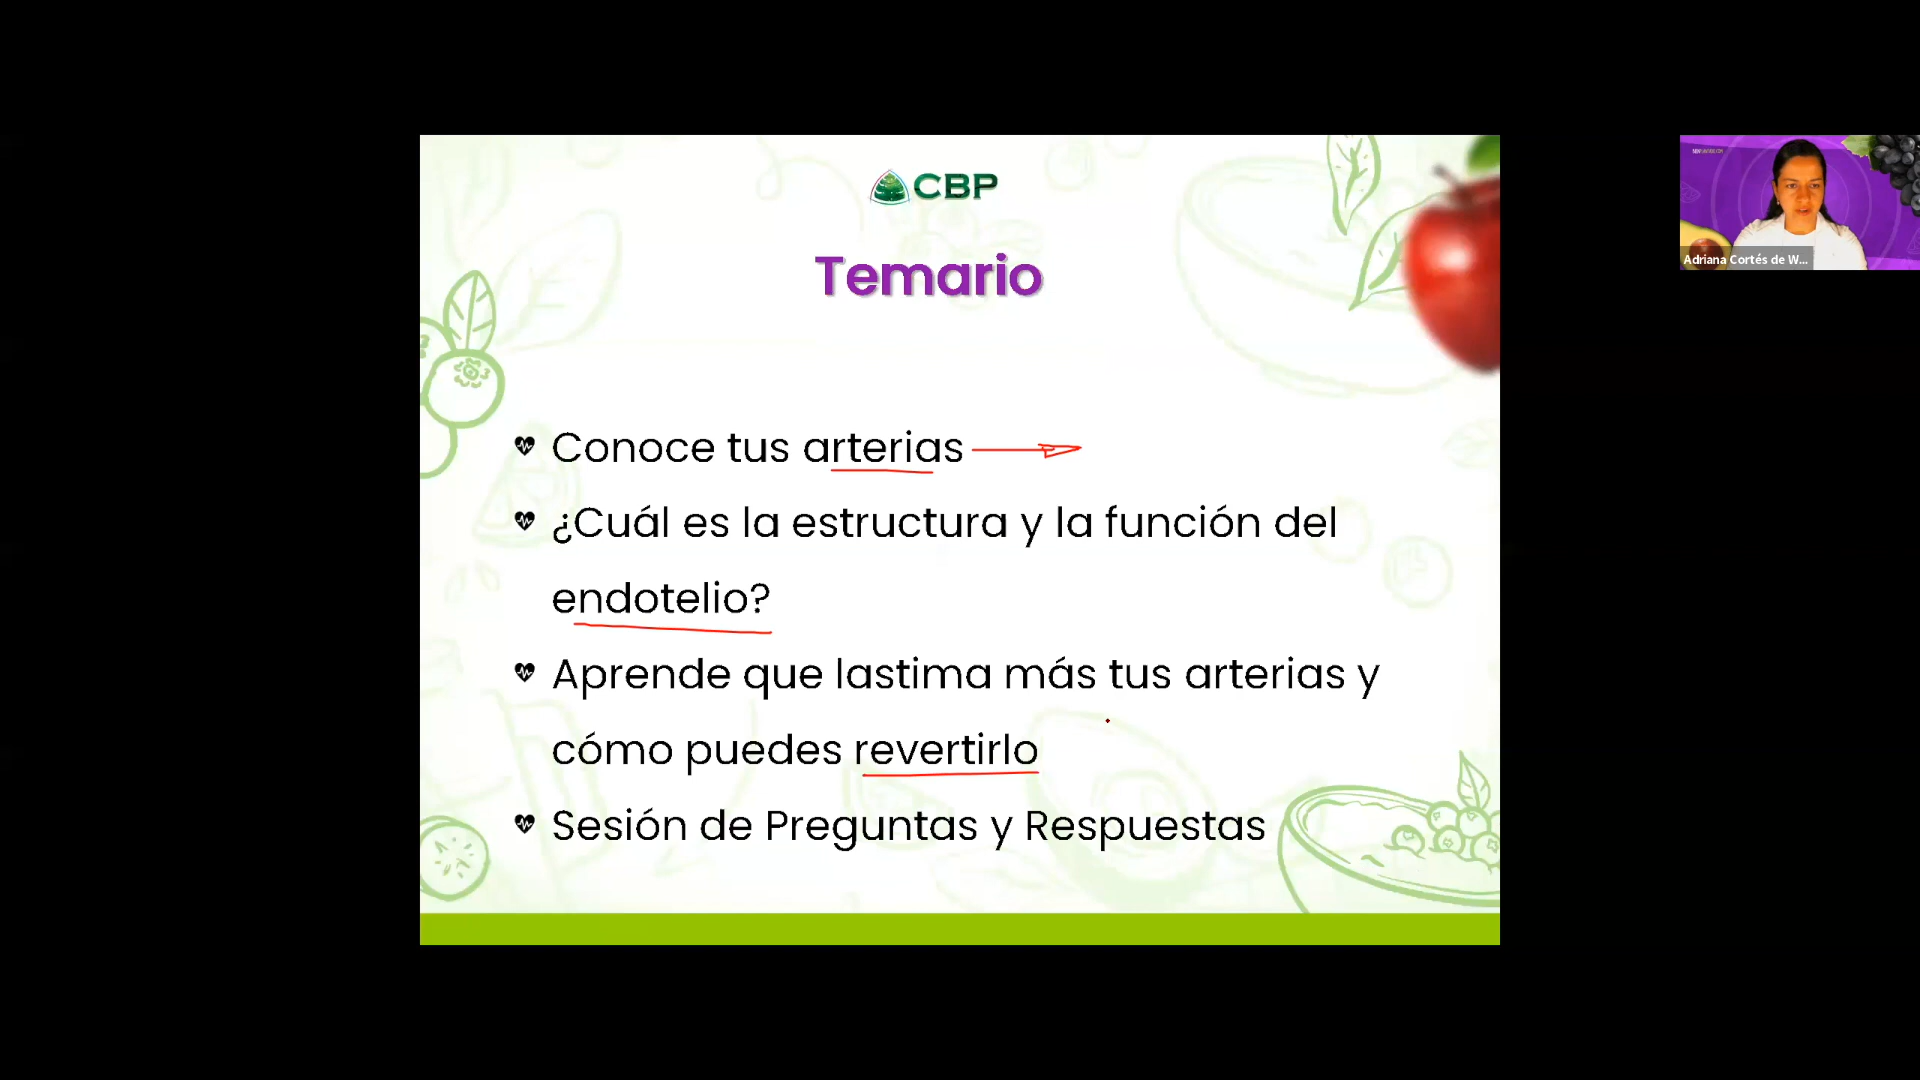 CBP
Temario
Conoce tus arterias
¿Cuál es la estructura y la función del
endotelio?
Aprende que lastima más tus arterias y
cómo puedes revertirlo
Sesión de Preguntas y Respuestas
Adriana Cortés de W...